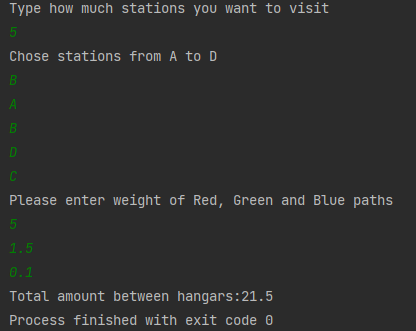 Type how much stations you want to visit
5
Chose stations from A to D
B
A
B
D
C
Please enter weight of Red, Green and Blue paths
5
1.5
0.1
Total amount between hangars:21.5
Process finished with exit code 0